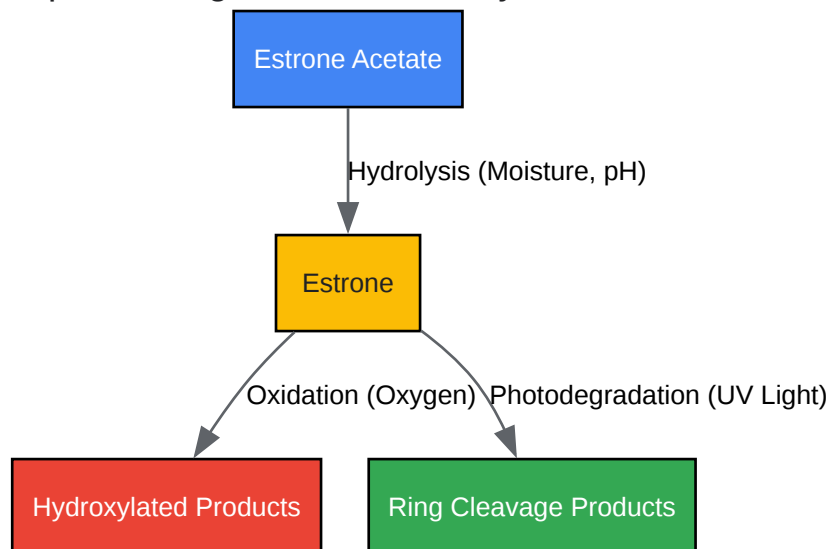 Estrone Acetate
Hydrolysis (Moisture, pH)
Estrone
Oxidation (Oxygen)
Photodegradation (UV Light)
Hydroxylated Products
Ring Cleavage Products